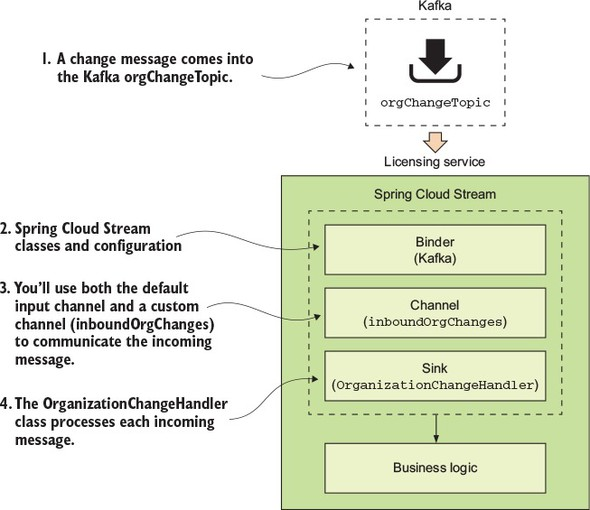 Kafka
1. A change message comes into
the Kafka orgChangeTopic.
orgChangeTopic
Licensing service
Spring Cloud Stream
2. Spring Cloud Stream
classes and configuration
Binder
(Kafka)
3. You'll use both the default
input channel and a custom
channel (inboundOrgChanges)
to communicate the incoming
message.
Channel
(inboundOrgChanges)
Sink
(OrganizationChangeHandler)
4. The OrganizationChangeHandler
class processes each incoming
message.
Business logic